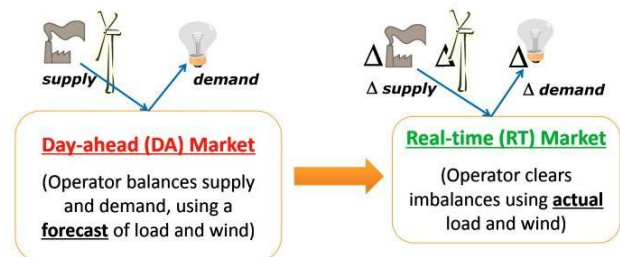 supply
demand
Day-ahead (DA) Market
(Operator balances supply
and demand, using a
forecast of load and wind)
Δ Δ Δ
Δ supply
Δ demand
Real-time (RT) Market
(Operator clears
imbalances using actual
load and wind)